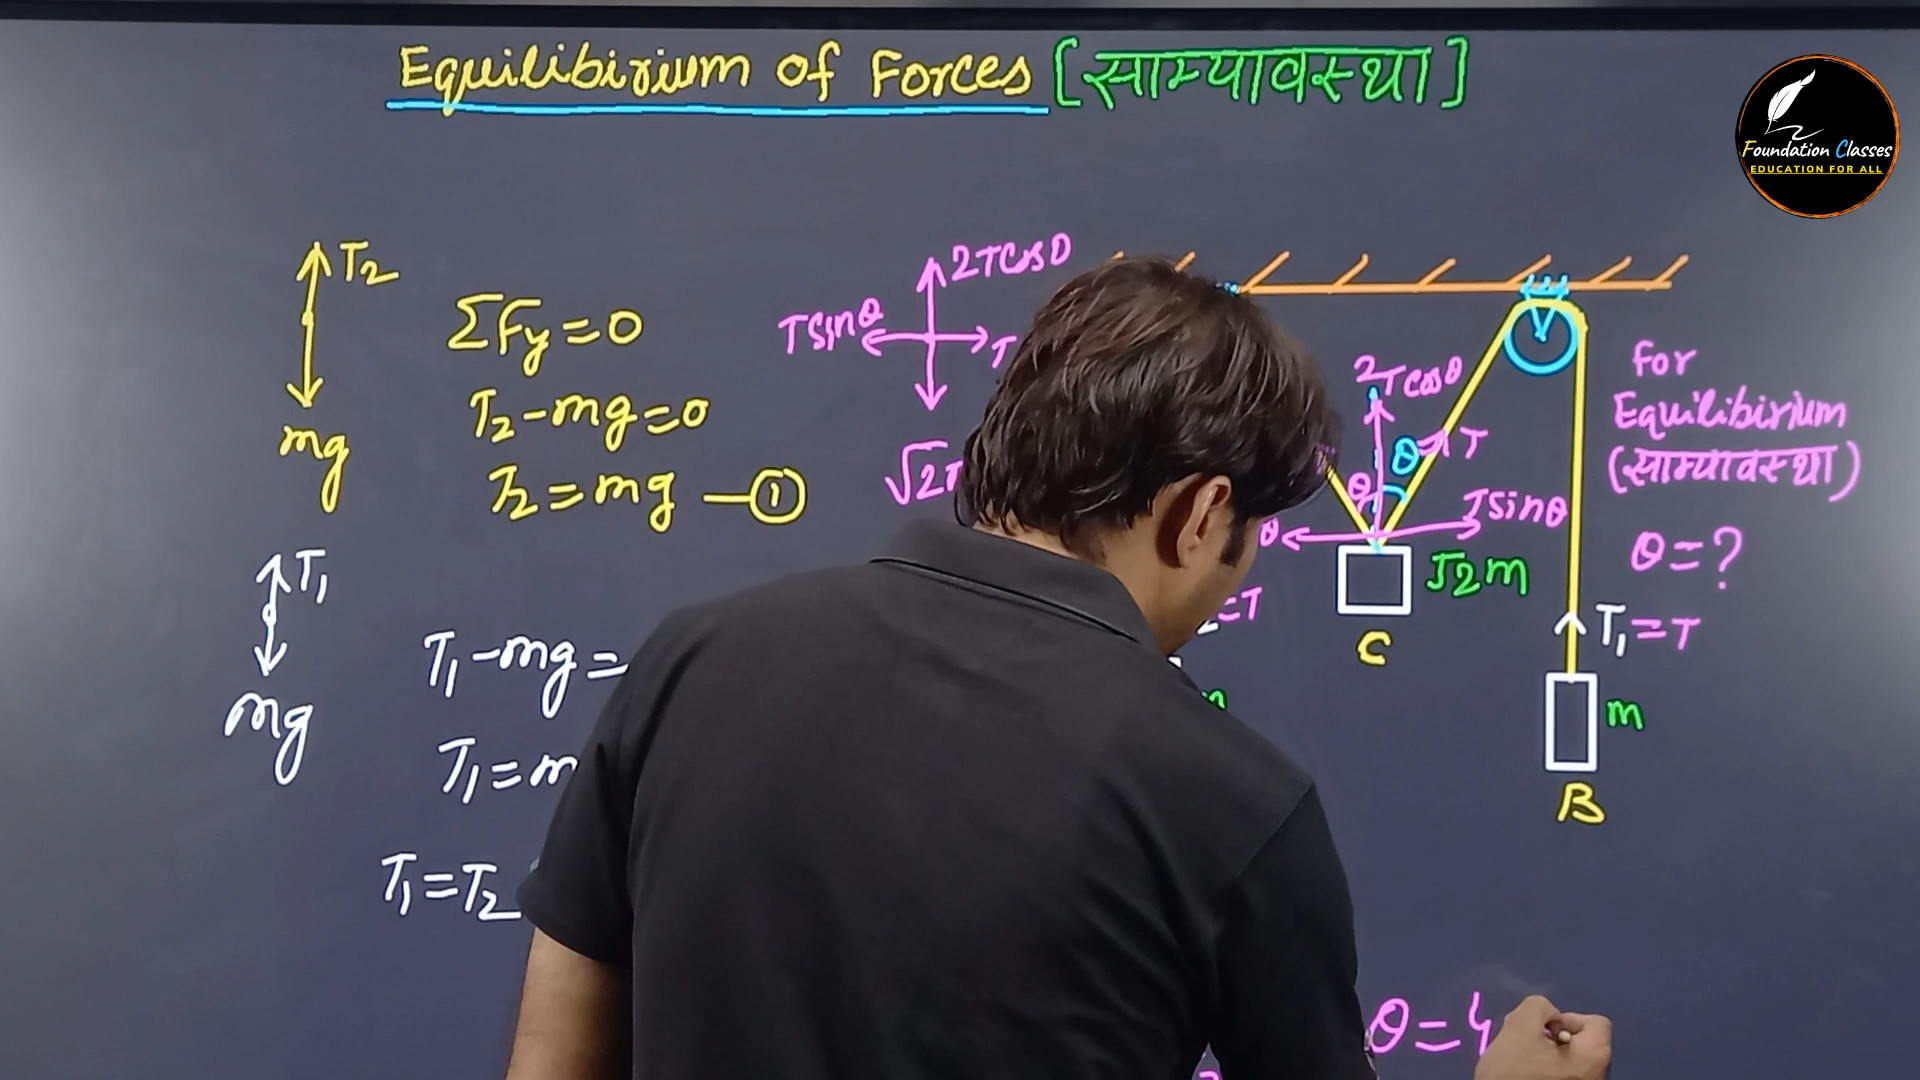 Equilibirium of Forces [साम्यावस्था]
Foundation Classes
EDUCATION FOR ALL
T2
mg
ΣFy=0
T2-mg=0
T2=mg —①
T1
mg
T1-mg=
T1=m
T1=T2
2TCosθ
Tsinθ
T
√2T
2Tcosθ
θ
T
θ
Tsinθ
θ
=T
√2m
C
For
Equilibirium
(साम्यावस्था)
θ=?
T1=T
m
B
θ=4